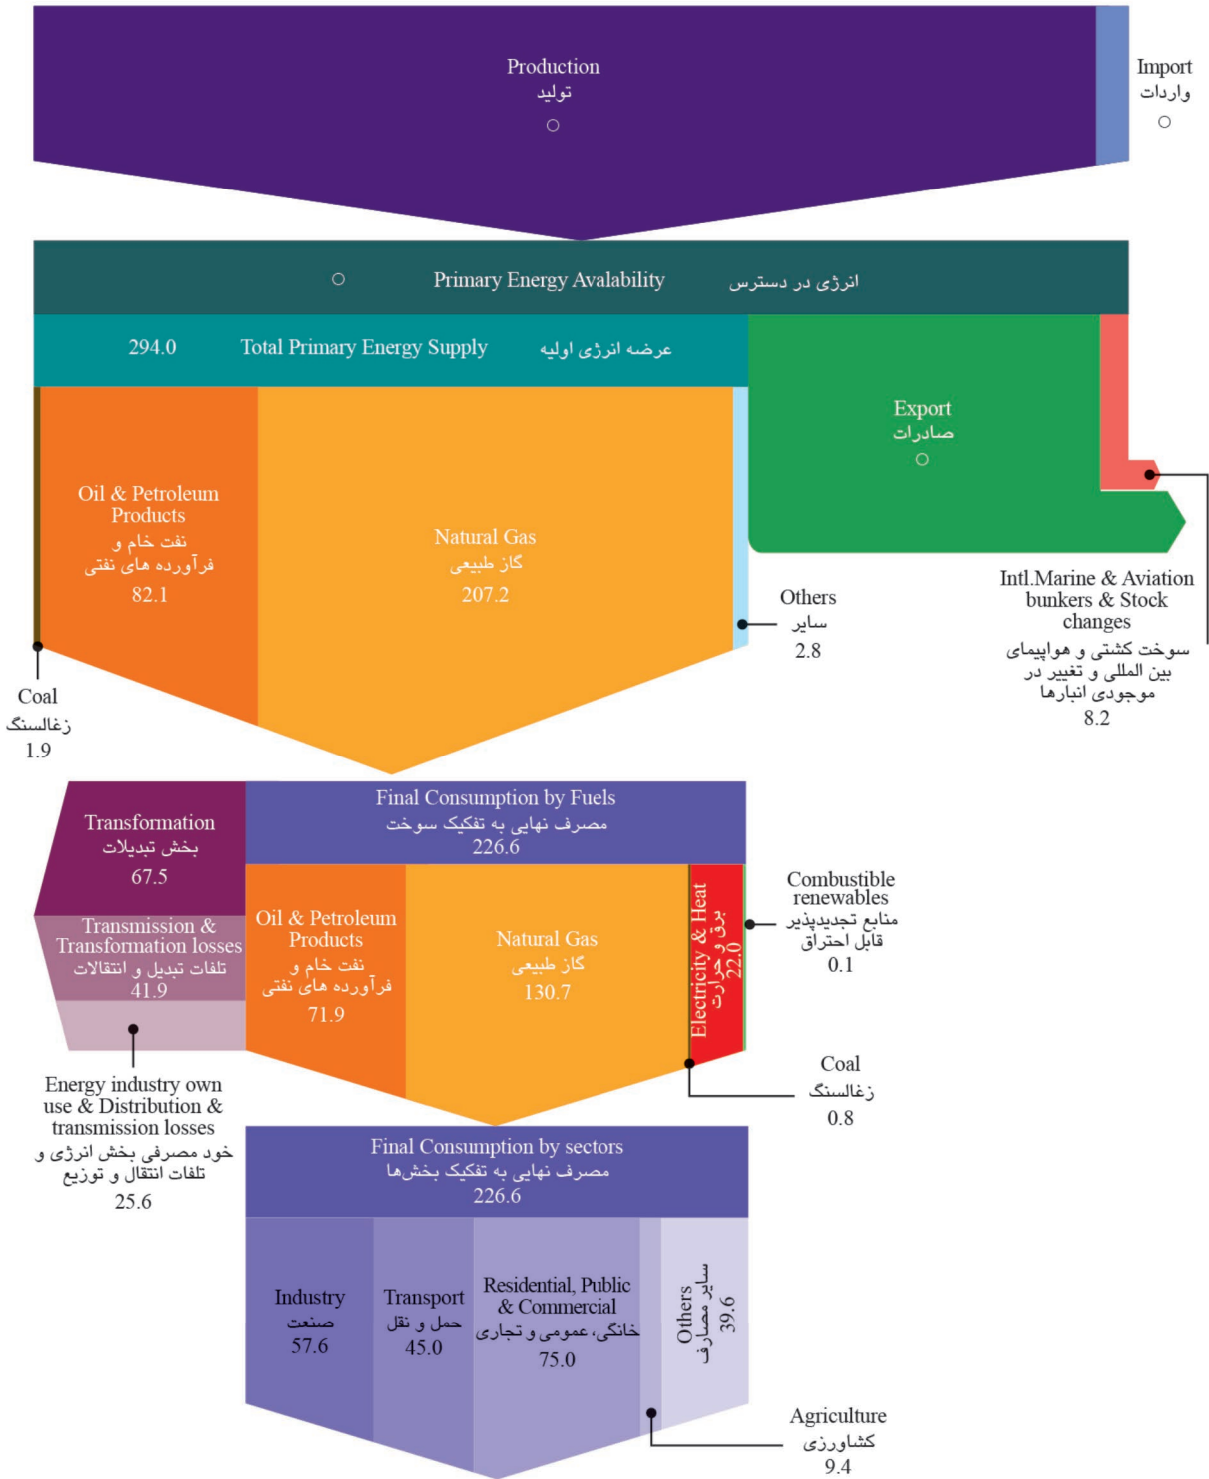 Production
تولید
Import
واردات
Primary Energy Avalability
انرژی در دسترس
294.0
Total Primary Energy Supply
عرضه انرژی اولیه
Export
صادرات
Oil & Petroleum
Products
نفت خام و
فرآورده های نفتی
82.1
Natural Gas
گاز طبیعی
207.2
Others
سایر
2.8
Intl.Marine & Aviation
bunkers & Stock
changes
سوخت کشتی و هواپیمای
بین المللی و تغییر در
موجودی انبارها
8.2
Coal
زغالسنگ
1.9
Transformation
بخش تبدیلات
67.5
Final Consumption by Fuels
مصرف نهایی به تفکیک سوخت
226.6
Transmission &
Transformation losses
تلفات تبدیل و انتقالات
41.9
Oil & Petroleum
Products
نفت خام و
فرآورده های نفتی
71.9
Natural Gas
گاز طبیعی
130.7
Electricity & Heat
برق و حرارت
22.0
Combustible
renewables
منابع تجدیدپذیر
قابل احتراق
0.1
Coal
زغالسنگ
0.8
Energy industry own
use & Distribution &
transmission losses
خود مصرفی بخش انرژی و
تلفات انتقال و توزیع
25.6
Final Consumption by sectors
مصرف نهایی به تفکیک بخش‌ها
226.6
Industry
صنعت
57.6
Transport
حمل و نقل
45.0
Residential, Public
& Commercial
خانگی، عمومی و تجاری
75.0
Others
سایر مصارف
39.6
Agriculture
کشاورزی
9.4